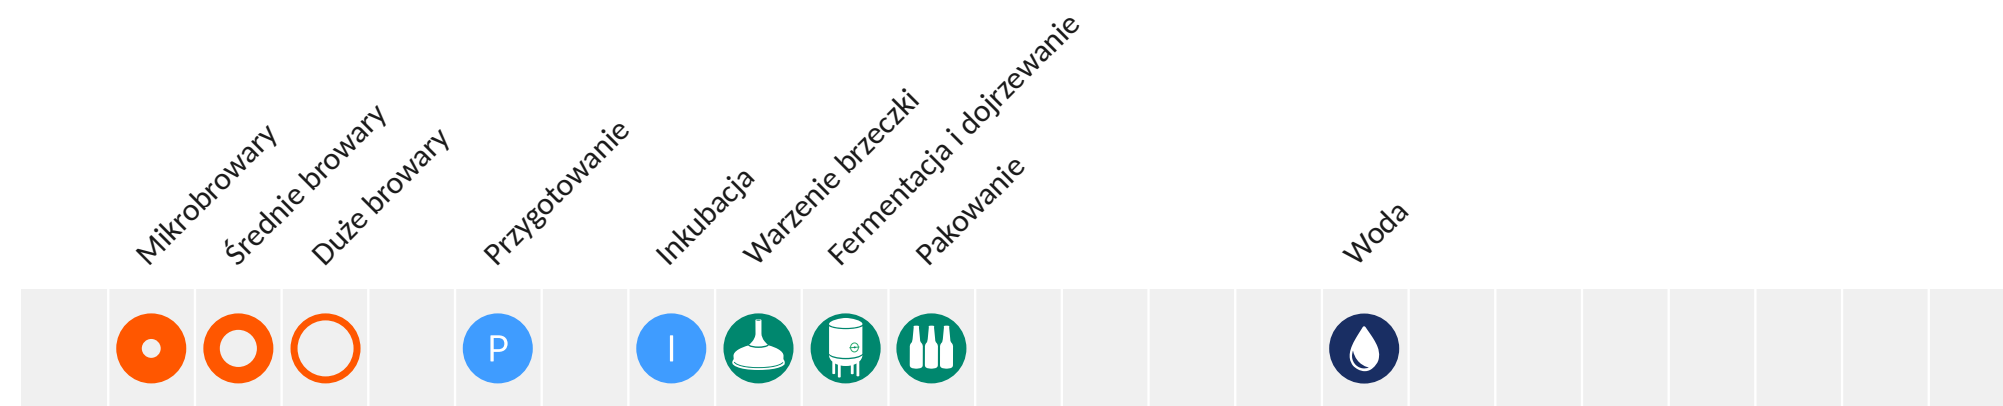 Mikrobrowary
Średnie browary
Duże browary
Przygotowanie
Inkubacja
Warzenie brzeczki
Fermentacja i dojrzewanie
Pakowanie
Woda
P
I